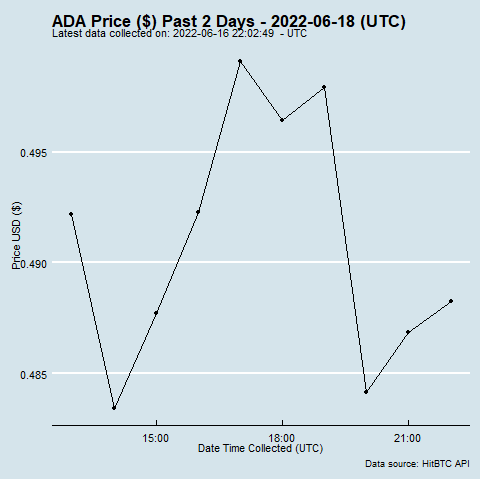 ADA Price ($) Past 2 Days - 2022-06-18 (UTC)
Latest data collected on: 2022-06-16 22:02:49  - UTC
0.495
0.490
0.485
Price USD ($)
15:00
18:00
21:00
Date Time Collected (UTC)
Data source: HitBTC API